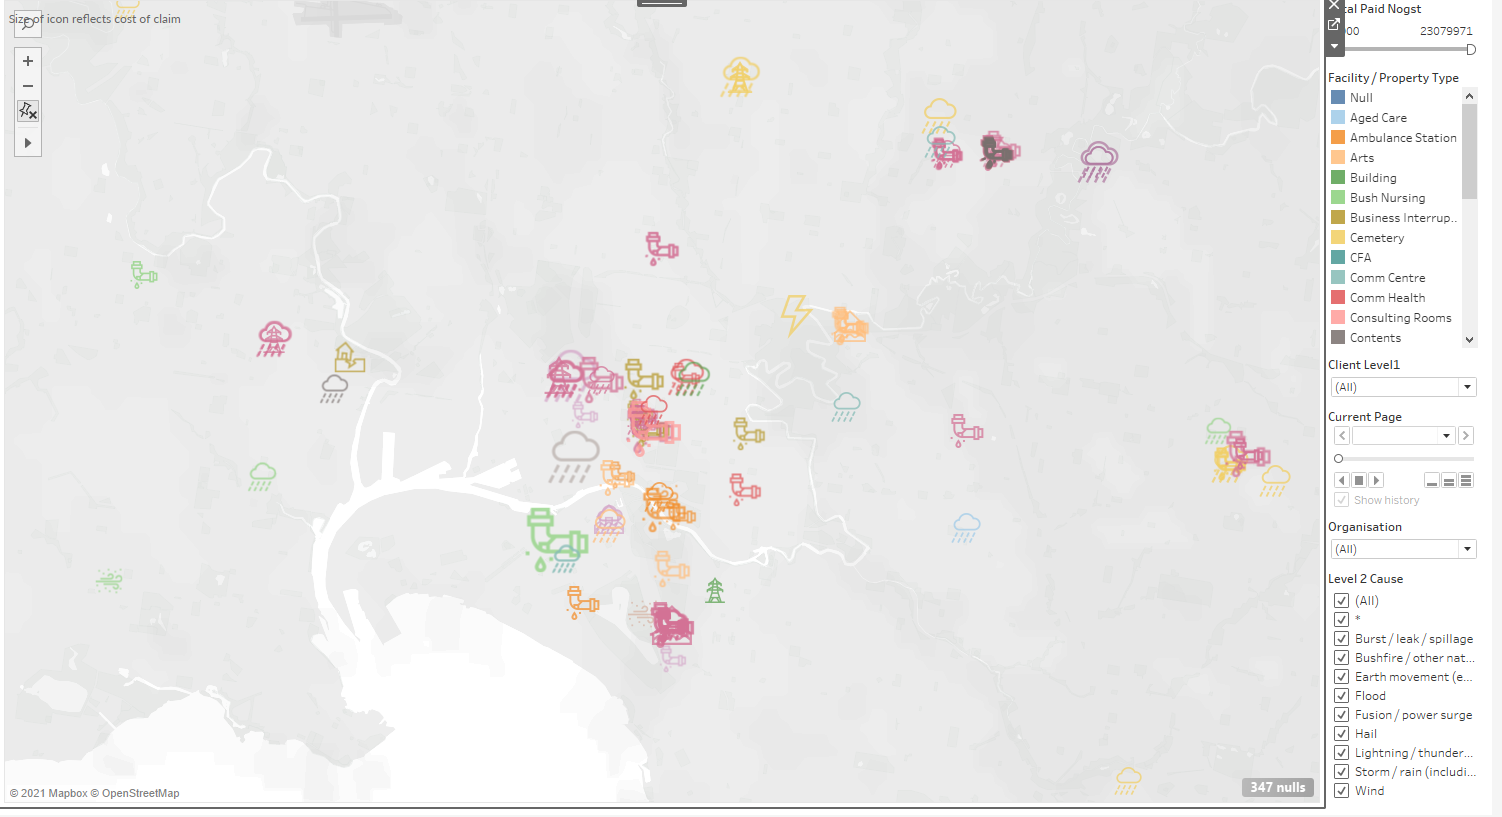 Size of icon reflects cost of claim
tal Paid Nogst
000 23079971
Facility / Property Type
Null
Aged Care
Ambulance Station
Arts
Building
Bush Nursing
Business Interrup..
Cemetery
CFA
Comm Centre
Comm Health
Consulting Rooms
Contents
Client Level1
(All)
Current Page
Show history
Organisation
(All)
Level 2 Cause
(All)
*
Burst / leak / spillage
Bushfire / other nat...
Earth movement (e...
Flood
Fusion / power surge
Hail
Lightning / thunder...
Storm / rain (includi...
Wind
347 nulls
© 2021 Mapbox © OpenStreetMap